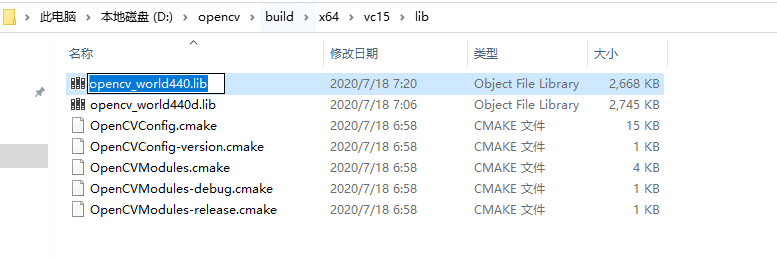 此电脑 > 本地磁盘 (D:) > opencv > build > x64 > vc15 > lib
名称 修改日期 类型 大小
opencv_world440.lib 2020/7/18 7:20 Object File Library 2,668 KB
opencv_world440d.lib 2020/7/18 7:06 Object File Library 2,745 KB
OpenCVConfig.cmake 2020/7/18 6:58 CMAKE 文件 15 KB
OpenCVConfig-version.cmake 2020/7/18 6:58 CMAKE 文件 1 KB
OpenCVModules.cmake 2020/7/18 6:58 CMAKE 文件 4 KB
OpenCVModules-debug.cmake 2020/7/18 6:58 CMAKE 文件 1 KB
OpenCVModules-release.cmake 2020/7/18 6:58 CMAKE 文件 1 KB